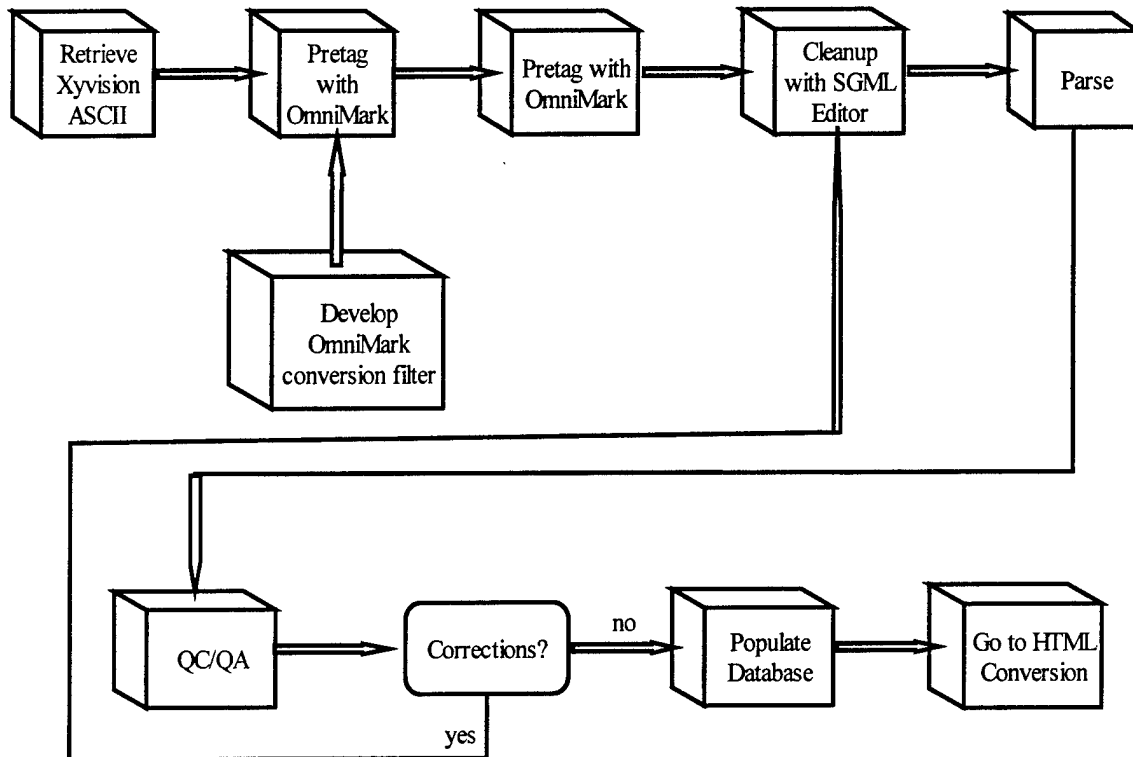 Retrieve
Xyvision
ASCII
Pretag
with
OmniMark
Pretag with
OmniMark
Cleanup
with SGML
Editor
Parse
Develop
OmniMark
conversion filter
QC/QA
Corrections?
no
yes
Populate
Database
Go to HTML
Conversion